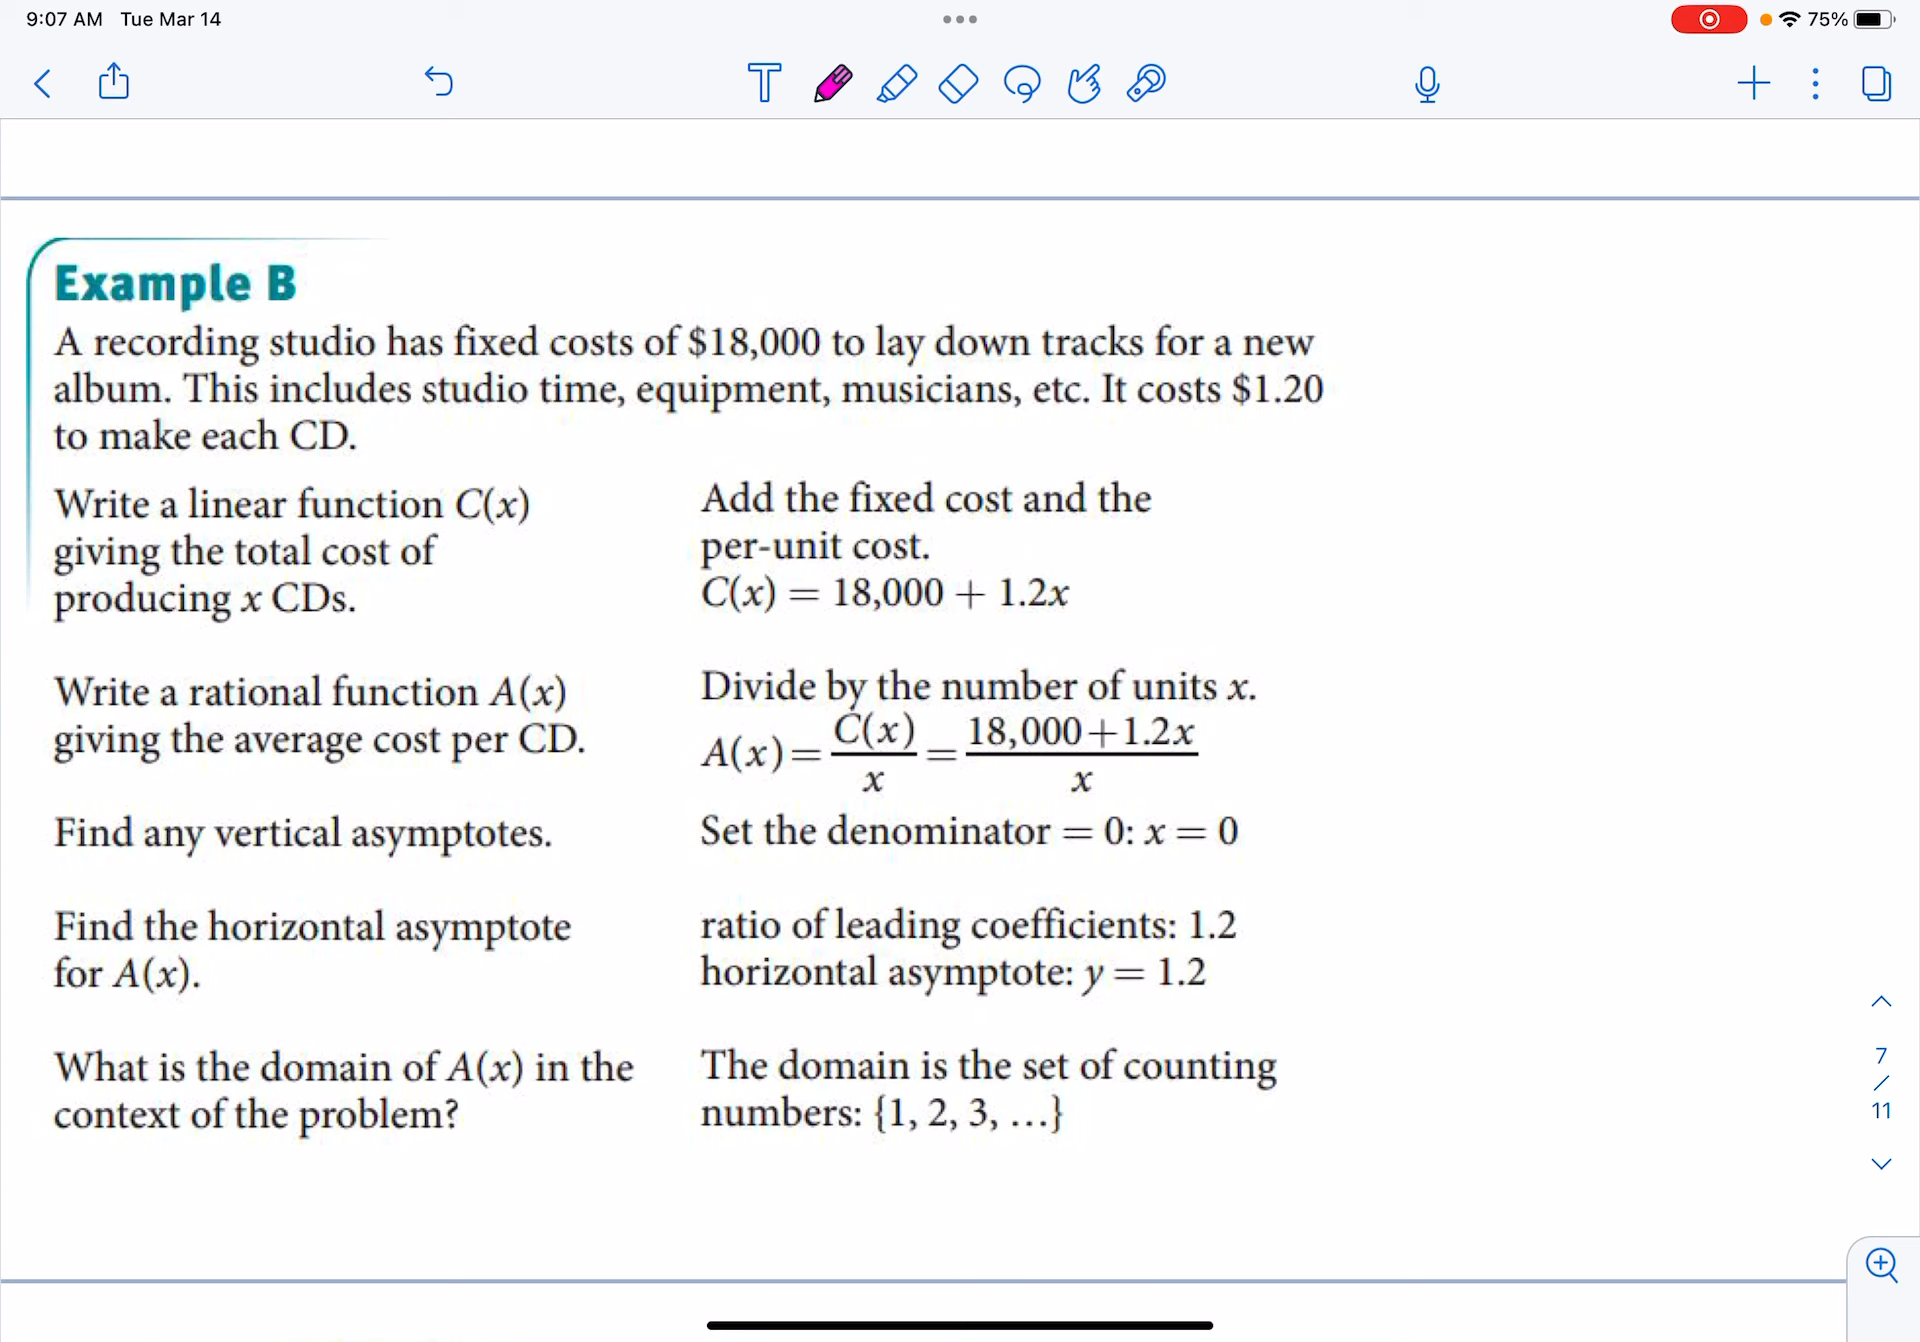 9:07 AM Tue Mar 14
75%
Example B
A recording studio has fixed costs of $18,000 to lay down tracks for a new
album. This includes studio time, equipment, musicians, etc. It costs $1.20
to make each CD.
Write a linear function C(x)
giving the total cost of
producing x CDs.
Add the fixed cost and the
per-unit cost.
C(x) = 18,000 + 1.2x
Write a rational function A(x)
giving the average cost per CD.
Divide by the number of units x.
A(x) = C(x)/x = 18,000+1.2x/x
Find any vertical asymptotes.
Set the denominator = 0: x = 0
Find the horizontal asymptote
for A(x).
ratio of leading coefficients: 1.2
horizontal asymptote: y = 1.2
What is the domain of A(x) in the
context of the problem?
The domain is the set of counting
numbers: {1, 2, 3, ...}
7
/
11